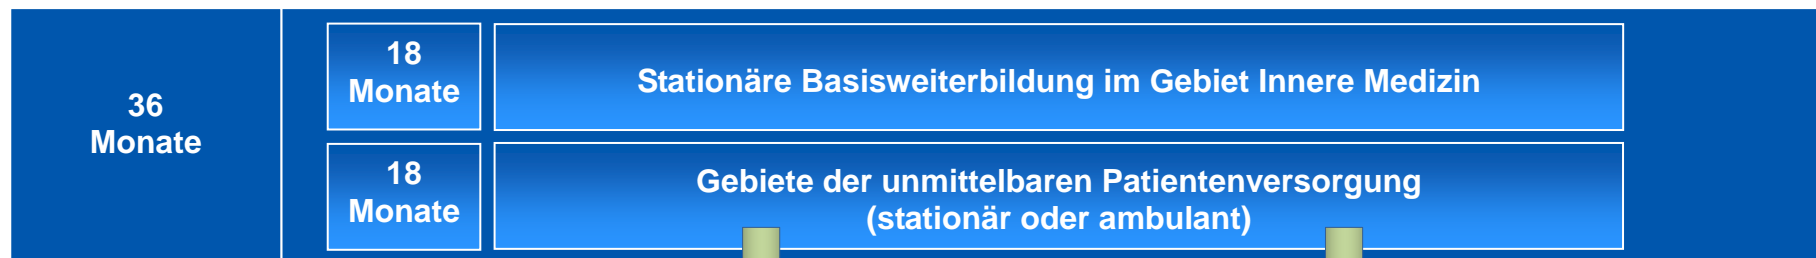 36
Monate
18
Monate
Stationäre Basisweiterbildung im Gebiet Innere Medizin
18
Monate
Gebiete der unmittelbaren Patientenversorgung
(stationär oder ambulant)